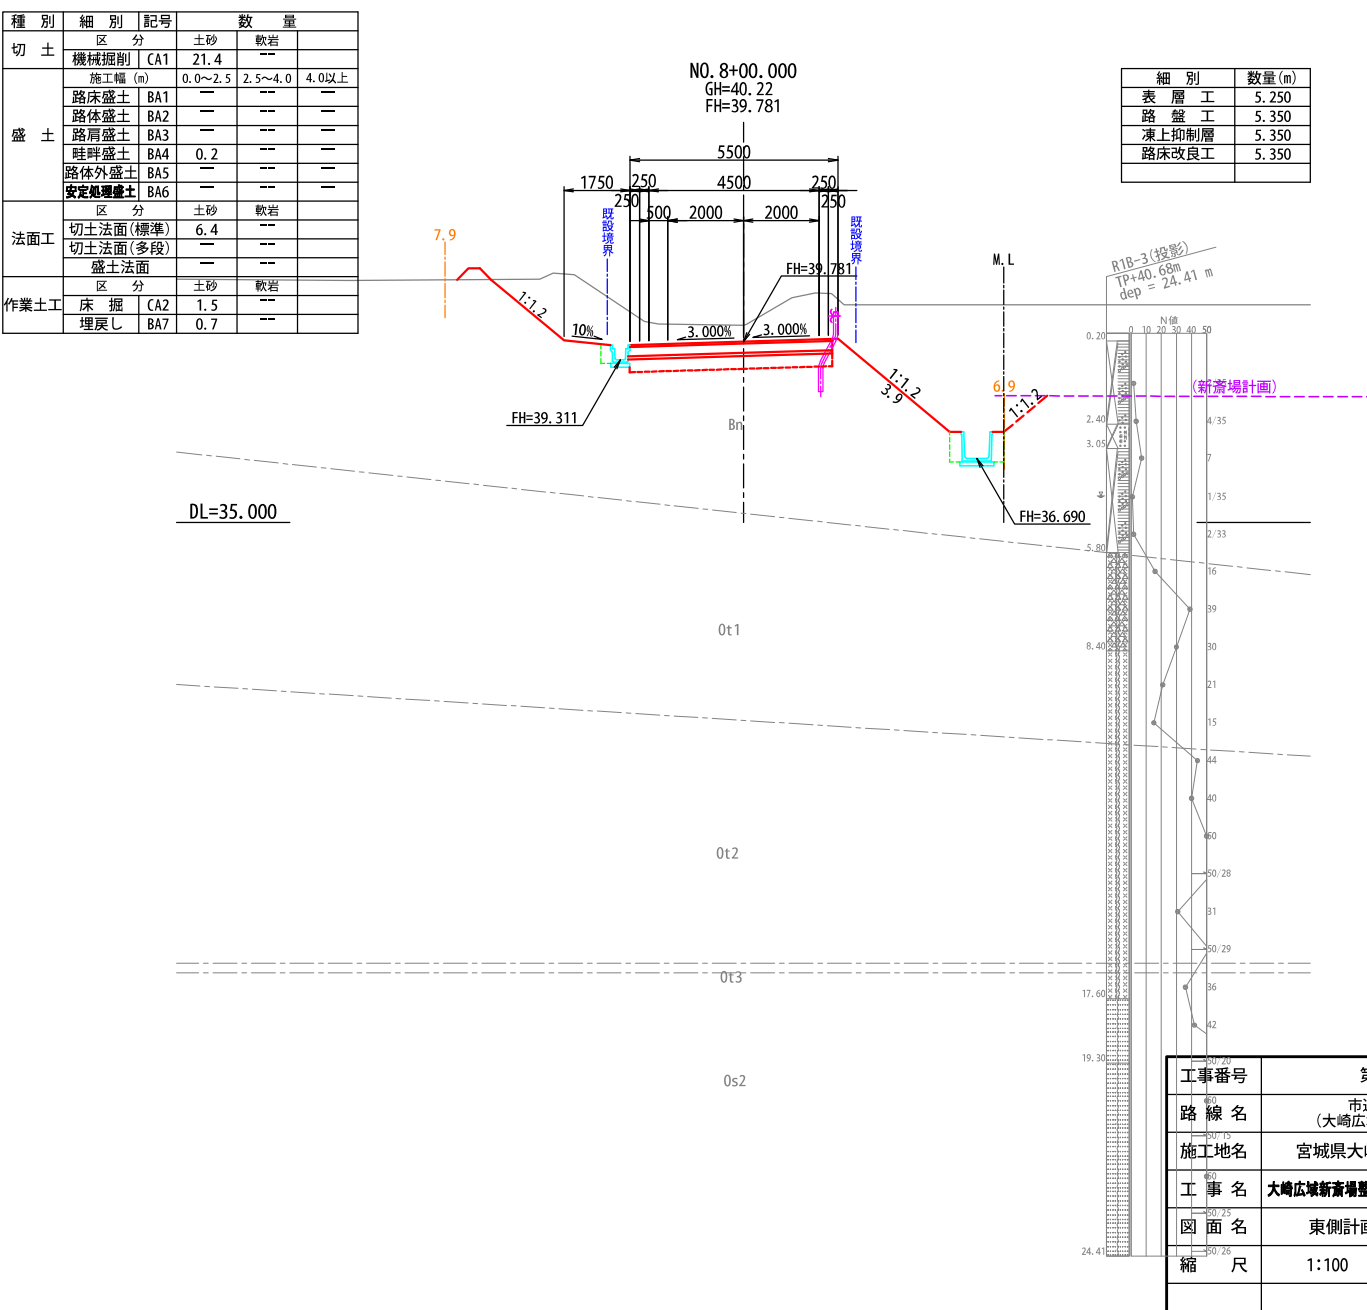 種 別 細 別 記号 数 量
切 土 区 分 土砂 軟岩
機械掘削 CA1 21.4 --
盛 土 施工幅(m) 0.0～2.5 2.5～4.0 4.0以上
路床盛土 BA1 — -- —
路体盛土 BA2 — -- —
路肩盛土 BA3 — -- —
畦畔盛土 BA4 0.2 -- —
路体外盛土 BA5 — -- —
安定処理盛土 BA6 — -- —
法面工 区 分 土砂 軟岩
切土法面(標準) 6.4 --
切土法面(多段) — --
盛土法面 — --
作業土工 区 分 土砂 軟岩
床 掘 CA2 1.5 --
埋戻し BA7 0.7 --
NO.8+00.000
GH=40.22
FH=39.781
細 別 数量(m)
表 層 工 5.250
路 盤 工 5.350
凍上抑制層 5.350
路床改良工 5.350
5500
1750 250 4500 250
250 250
500 2000 2000
既設境界
既設境界
7.9
M.L
FH=39.781
1:1.2
10%
3.000% 3.000%
FH=39.311
1:1.2
3.9
6.9
1:1.2
(新斎場計画)
FH=36.690
DL=35.000
Bn
Ot1
Ot2
Ot3
Os2
R1B-3(投影)
TP+40.68m
dep = 24.41 m
N値
0 10 20 30 40 50
0.20
2.40
4/35
3.05
7
1/35
2/33
5.80
16
39
8.40
30
21
15
44
40
60
50/28
31
50/29
36
17.60
42
19.30
50/20
60
50/15
60
50/25
24.41
50/26
工事番号
路 線 名
(大崎広
施工地名 宮城県大
工 事 名 大崎広域新斎場
図 面 名 東側計
縮 尺 1:100